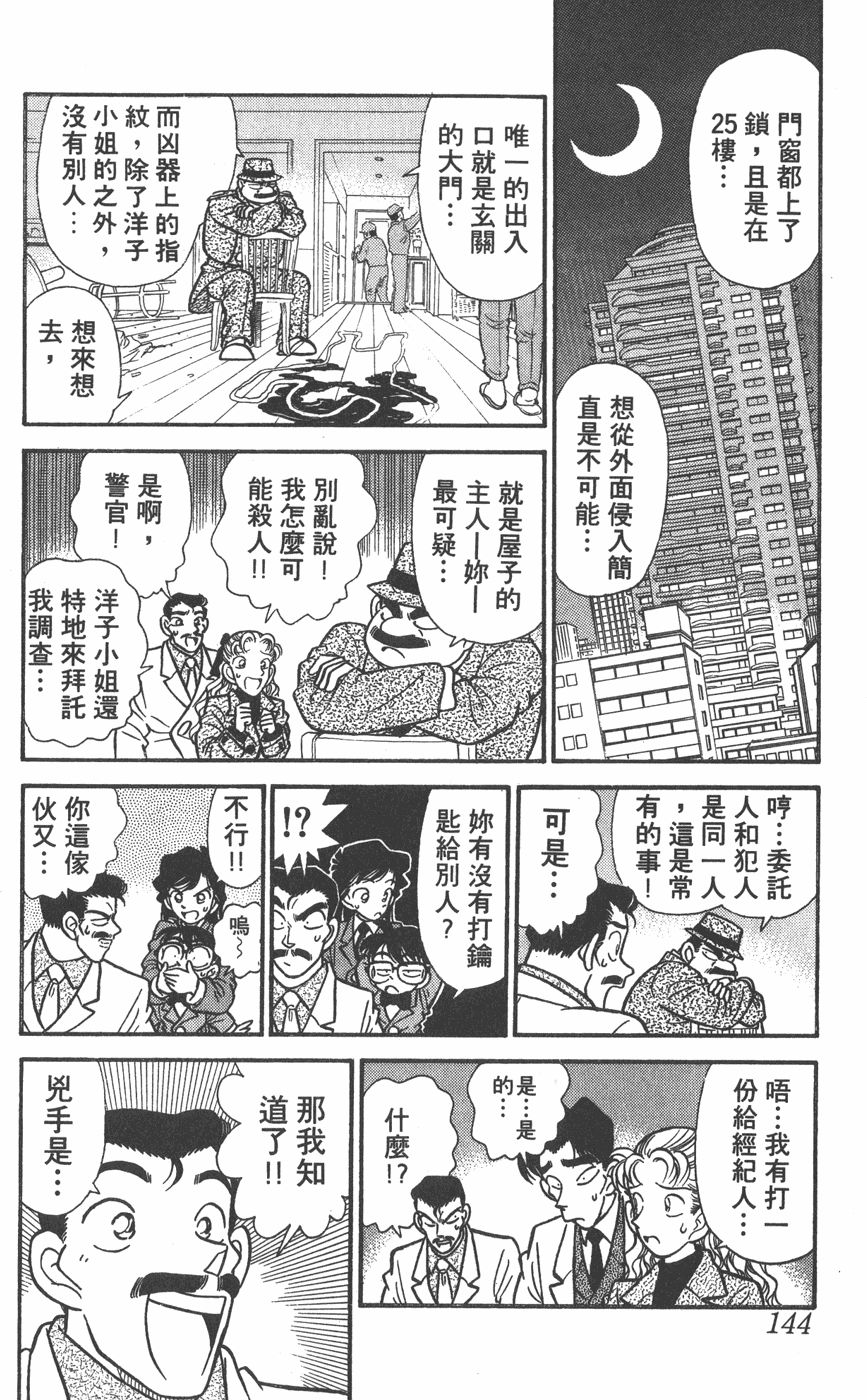 門窗都上了
鎖，且是在
25樓…
想從外面侵入簡
直是不可能…
唯一的出入
口就是玄關
的大門…
而凶器上的指
紋，除了洋子
小姐的之外，
沒有別人…
想來想
去，
就是屋子的
主人—妳—
最可疑…
別亂說！
我怎麼可
能殺人!!
是啊，
警官！
洋子小姐還
特地來拜託
我調查…
哼…委託
人和犯人
是同一人
，這是常
有的事！
可是…
妳有沒有打鑰
匙給別人？
!?
不行!!
嗚…
你這傢
伙又…
唔…我有打一
份給經紀人…
是…是
的…
什麼!?
那我知
道了!!
兇手是…
144